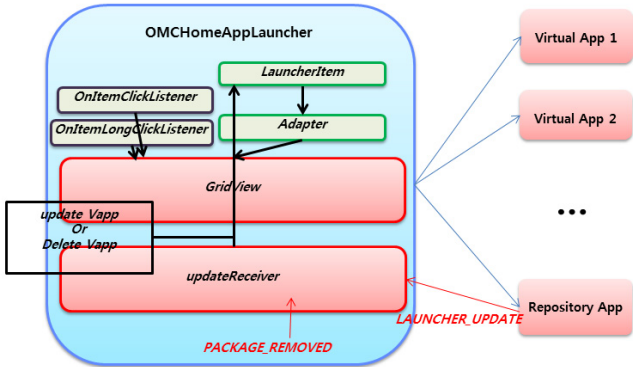 OMCHomeAppLauncher
LauncherItem
OnItemClickListener
OnItemLongClickListener
Adapter
GridView
update Vapp
Or
Delete Vapp
updateReceiver
PACKAGE_REMOVED
LAUNCHER_UPDATE
Virtual App 1
Virtual App 2
...
Repository App